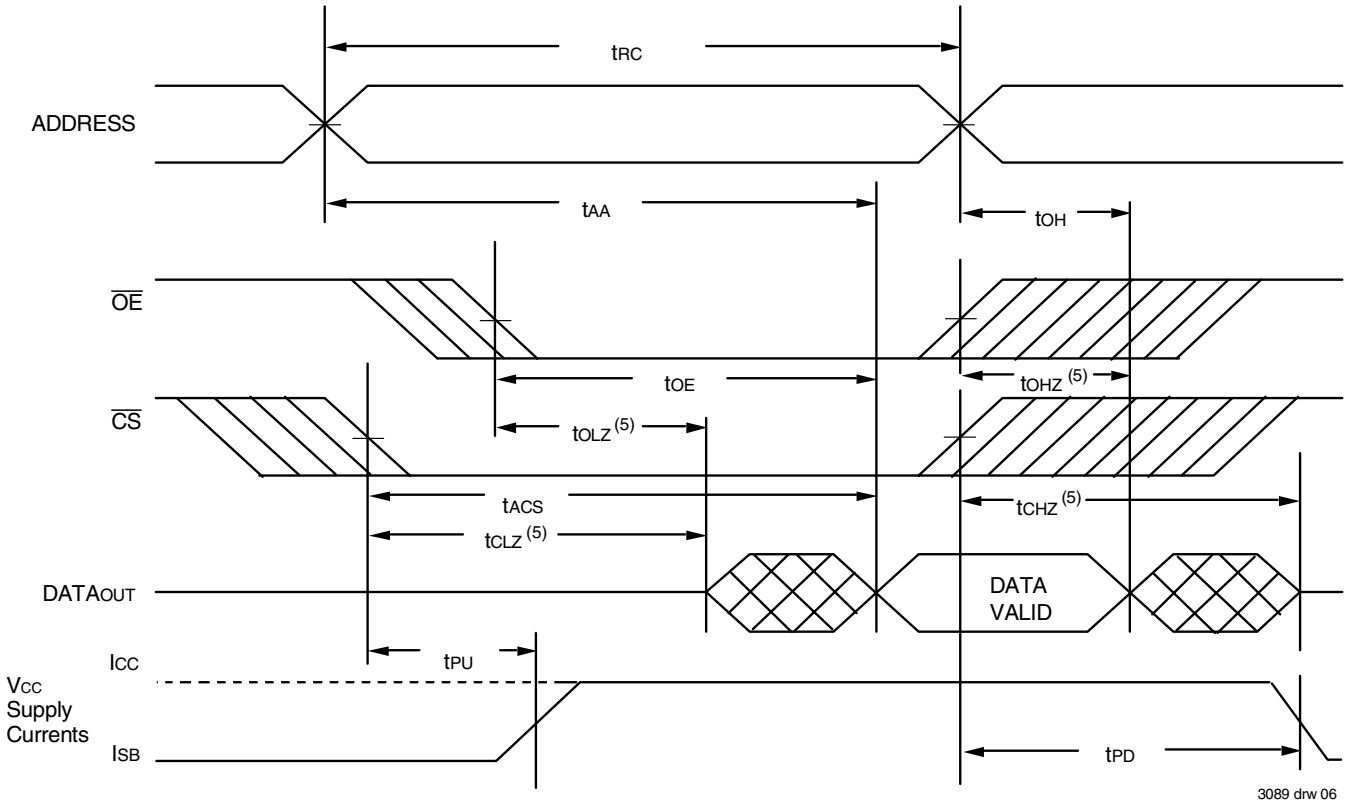 tRC
ADDRESS
tAA
tOH
OE
tOE
tOHZ (5)
CS
tOLZ (5)
tACS
tCHZ (5)
tCLZ (5)
DATAOUT
DATA
VALID
ICC
tPU
VCC
Supply
Currents
ISB
tPD
3089 drw 06